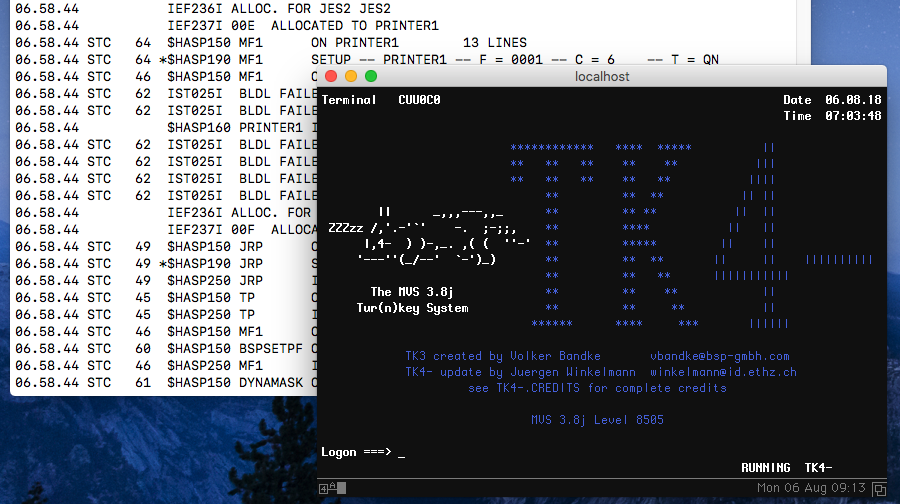 06.58.44           IEF236I ALLOC. FOR JES2 JES2
06.58.44           IEF237I 00E  ALLOCATED TO PRINTER1
06.58.44 STC   64  $HASP150 MF1      ON PRINTER1        13 LINES
06.58.44 STC   64 *$HASP190 MF1      SETUP -- PRINTER1 -- F = 0001 -- C = 6    -- T = QN
06.58.44 STC   46  $HASP150 MF1
06.58.44 STC   62  IST025I  BLDL FAILE
06.58.44 STC   62  IST025I  BLDL FAILE
06.58.44           $HASP160 PRINTER1 I
06.58.44 STC   62  IST025I  BLDL FAILE
06.58.44 STC   62  IST025I  BLDL FAILE
06.58.44 STC   62  IST025I  BLDL FAILE
06.58.44 STC   62  IST025I  BLDL FAILE
06.58.44           IEF236I ALLOC. FOR
06.58.44           IEF237I 00F  ALLOCA
06.58.44 STC   49  $HASP150 JRP      O
06.58.44 STC   49 *$HASP190 JRP      S
06.58.44 STC   49  $HASP250 JRP      I
06.58.44 STC   45  $HASP150 TP       O
06.58.44 STC   45  $HASP250 TP       I
06.58.44 STC   46  $HASP150 MF1      O
06.58.44 STC   60  $HASP150 BSPSETPF O
06.58.44 STC   46  $HASP250 MF1      I
06.58.44 STC   61  $HASP150 DYNAMASK O
localhost
Terminal   CUU0C0
Date  06.08.18
Time  07:03:48
TK4-
ZZZzz
The MVS 3.8j
Tur(n)key System
TK3 created by Volker Bandke       vbandke@bsp-gmbh.com
TK4- update by Juergen Winkelmann  winkelmann@id.ethz.ch
see TK4-.CREDITS for complete credits
MVS 3.8j Level 8505
Logon ===> _
RUNNING  TK4-
4A
Mon 06 Aug 09:13